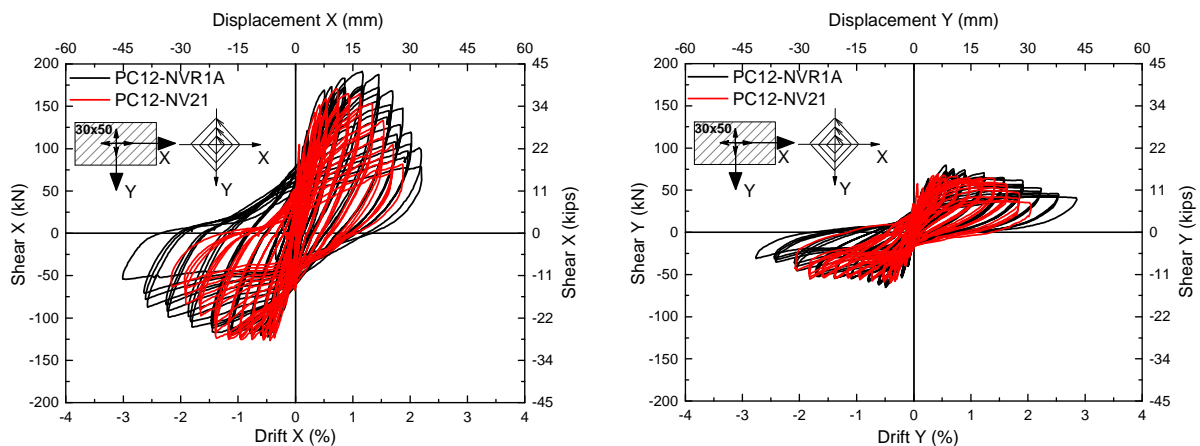 Displacement X (mm)
-60 -45 -30 -15 0 15 30 45 60
200 150 100 50 0 -50 -100 -150 -200
Shear X (kN)
PC12-NVR1A
PC12-NV21
30x50
X
Y
X
Y
45 34 22 11 0 -11 -22 -34 -45
Shear X (kips)
-4 -3 -2 -1 0 1 2 3 4
Drift X (%)
Displacement Y (mm)
-60 -45 -30 -15 0 15 30 45 60
200 150 100 50 0 -50 -100 -150 -200
Shear Y (kN)
PC12-NVR1A
PC12-NV21
30x50
X
Y
X
Y
45 34 22 11 0 -11 -22 -34 -45
Shear Y (kips)
-4 -3 -2 -1 0 1 2 3 4
Drift Y (%)